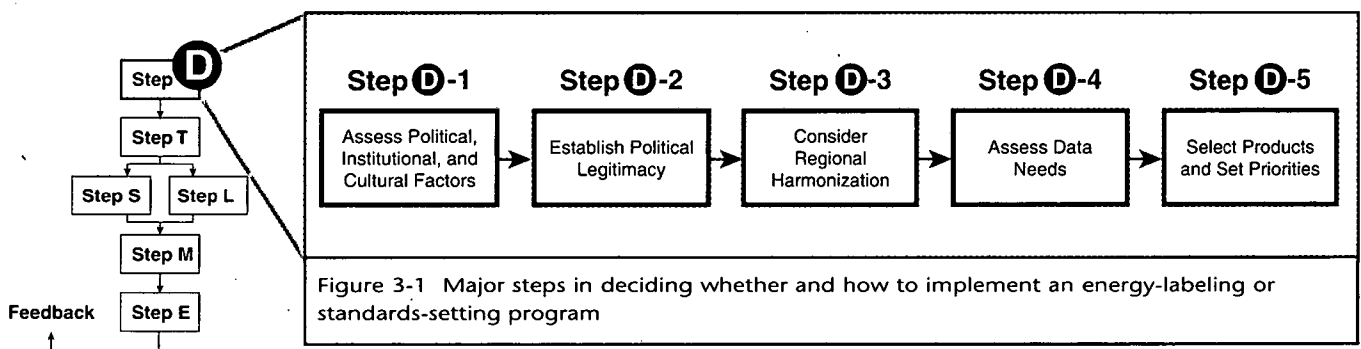 Step D
Step T
Step S
Step L
Step M
Step E
Feedback
Step D-1
Assess Political,
Institutional, and
Cultural Factors
Step D-2
Establish Political
Legitimacy
Step D-3
Consider
Regional
Harmonization
Step D-4
Assess Data
Needs
Step D-5
Select Products
and Set Priorities
Figure 3-1 Major steps in deciding whether and how to implement an energy-labeling or
standards-setting program